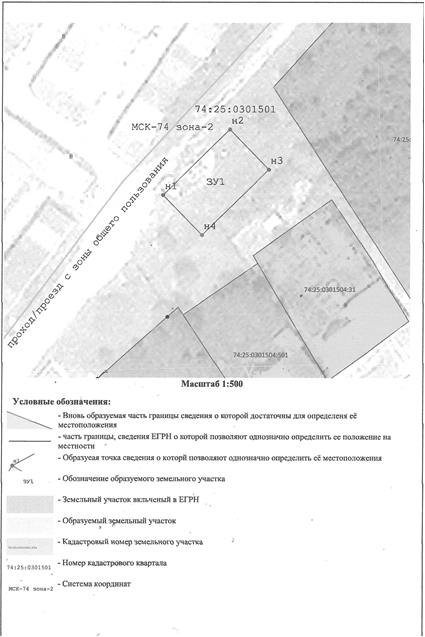 74:25:0301501
н2
МСК-74 зона-2
74:25:
н3
ЗУ1
н1
н4
проход/проезд с зоны общего пользования
74:25:0301504:31
74:25:0301504:501
Масштаб 1:500
Условные обозначения:
- Вновь образуемая часть границы сведения о которой достаточны для определеня её
местоположения
- часть границы, сведения ЕГРН о которой позволяют однозначно определить ее положение на
местности
- Образуеая точка сведения о которй позволяют однозначно определить её местоположения
ЗУ1
- Обозначение образуемого земельного участка
- Земельный участок включеный в ЕГРН
- Образуемый земельный участок
- Кадастровый номер земельного участка
74:25:0301501
- Номер кадастрового квартала
МСК-74 зона-2
- Система координат